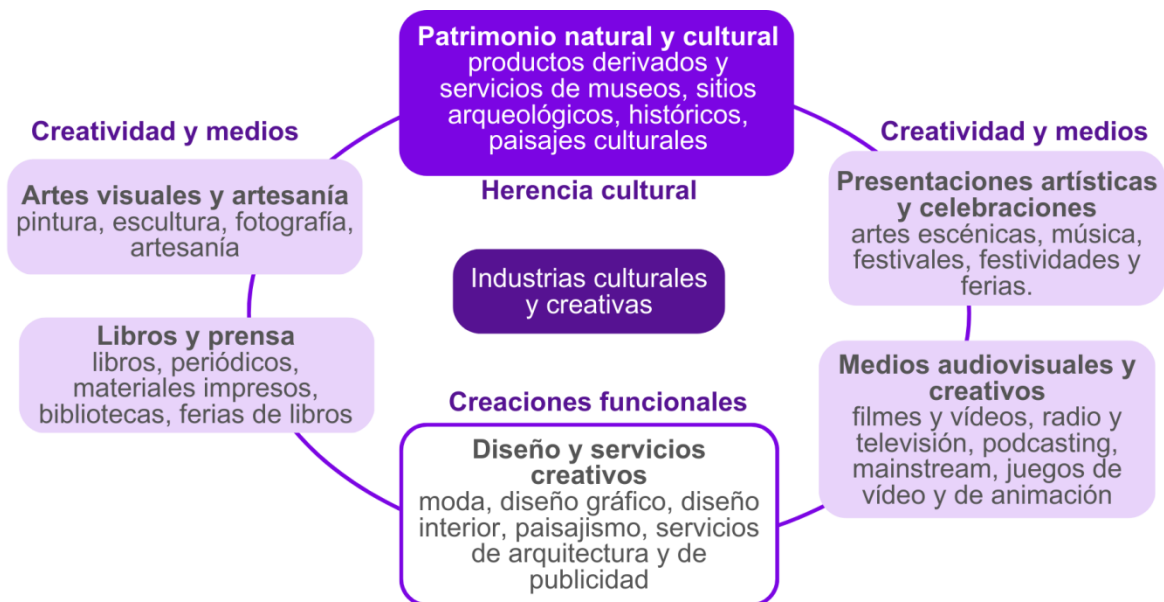 Patrimonio natural y cultural
productos derivados y
servicios de museos, sitios
arqueológicos, históricos,
paisajes culturales
Herencia cultural
Creatividad y medios
Artes visuales y artesanía
pintura, escultura, fotografía,
artesanía
Libros y prensa
libros, periódicos,
materiales impresos,
bibliotecas, ferias de libros
Industrias culturales
y creativas
Creatividad y medios
Presentaciones artísticas
y celebraciones
artes escénicas, música,
festivales, festividades y
ferias.
Medios audiovisuales y
creativos
filmes y vídeos, radio y
televisión, podcasting,
mainstream, juegos de
vídeo y de animación
Creaciones funcionales
Diseño y servicios
creativos
moda, diseño gráfico, diseño
interior, paisajismo, servicios
de arquitectura y de
publicidad